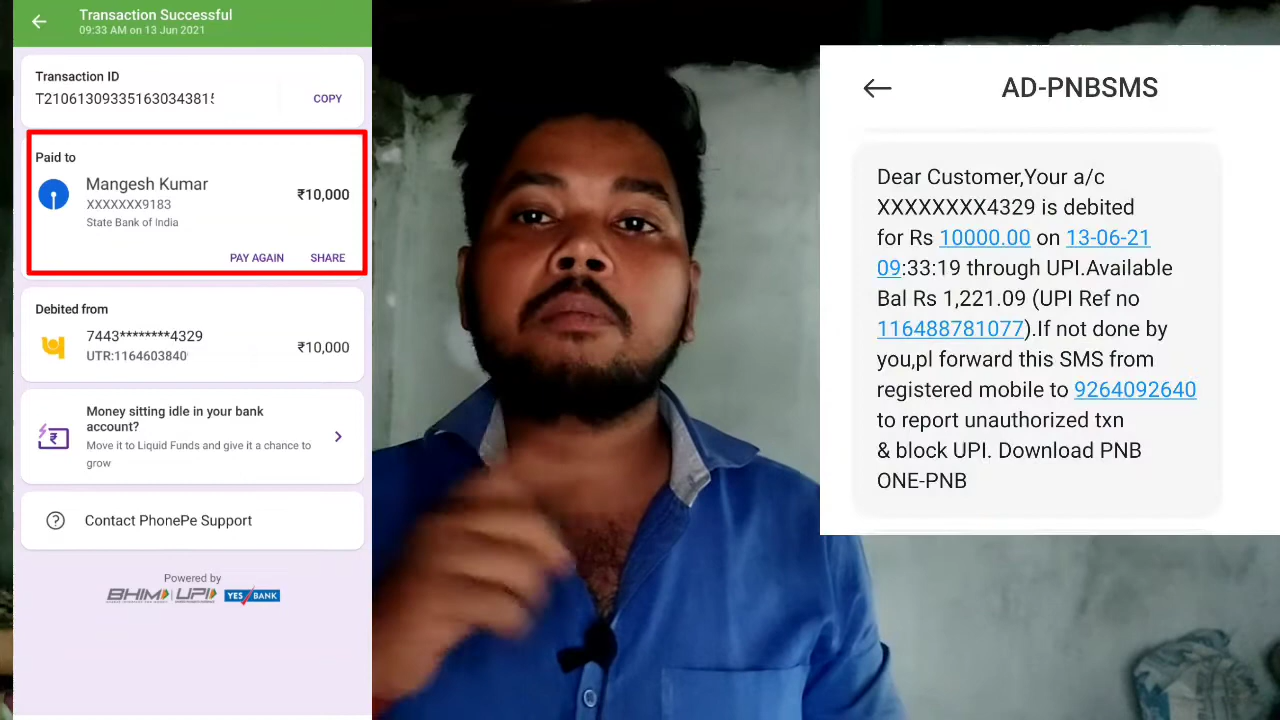 Transaction Successful
09:33 AM on 13 Jun 2021
Transaction ID
COPY
Paid to
Mangesh Kumar
₹10,000
XXXXXXX9183
State Bank of India
PAY AGAIN SHARE
Debited from
7443********4329
₹10,000
UTR:1164603840
Money sitting idle in your bank
account?
Move it to Liquid Funds and give it a chance to
grow
Contact PhonePe Support
Powered by
BHIM UPI YES BANK
AD-PNBSMS
Dear Customer,Your a/c
XXXXXXXX4329 is debited
for Rs 10000.00 on 13-06-21
09:33:19 through UPI.Available
Bal Rs 1,221.09 (UPI Ref no
116488781077).If not done by
you,pl forward this SMS from
registered mobile to 9264092640
to report unauthorized txn
& block UPI. Download PNB
ONE-PNB